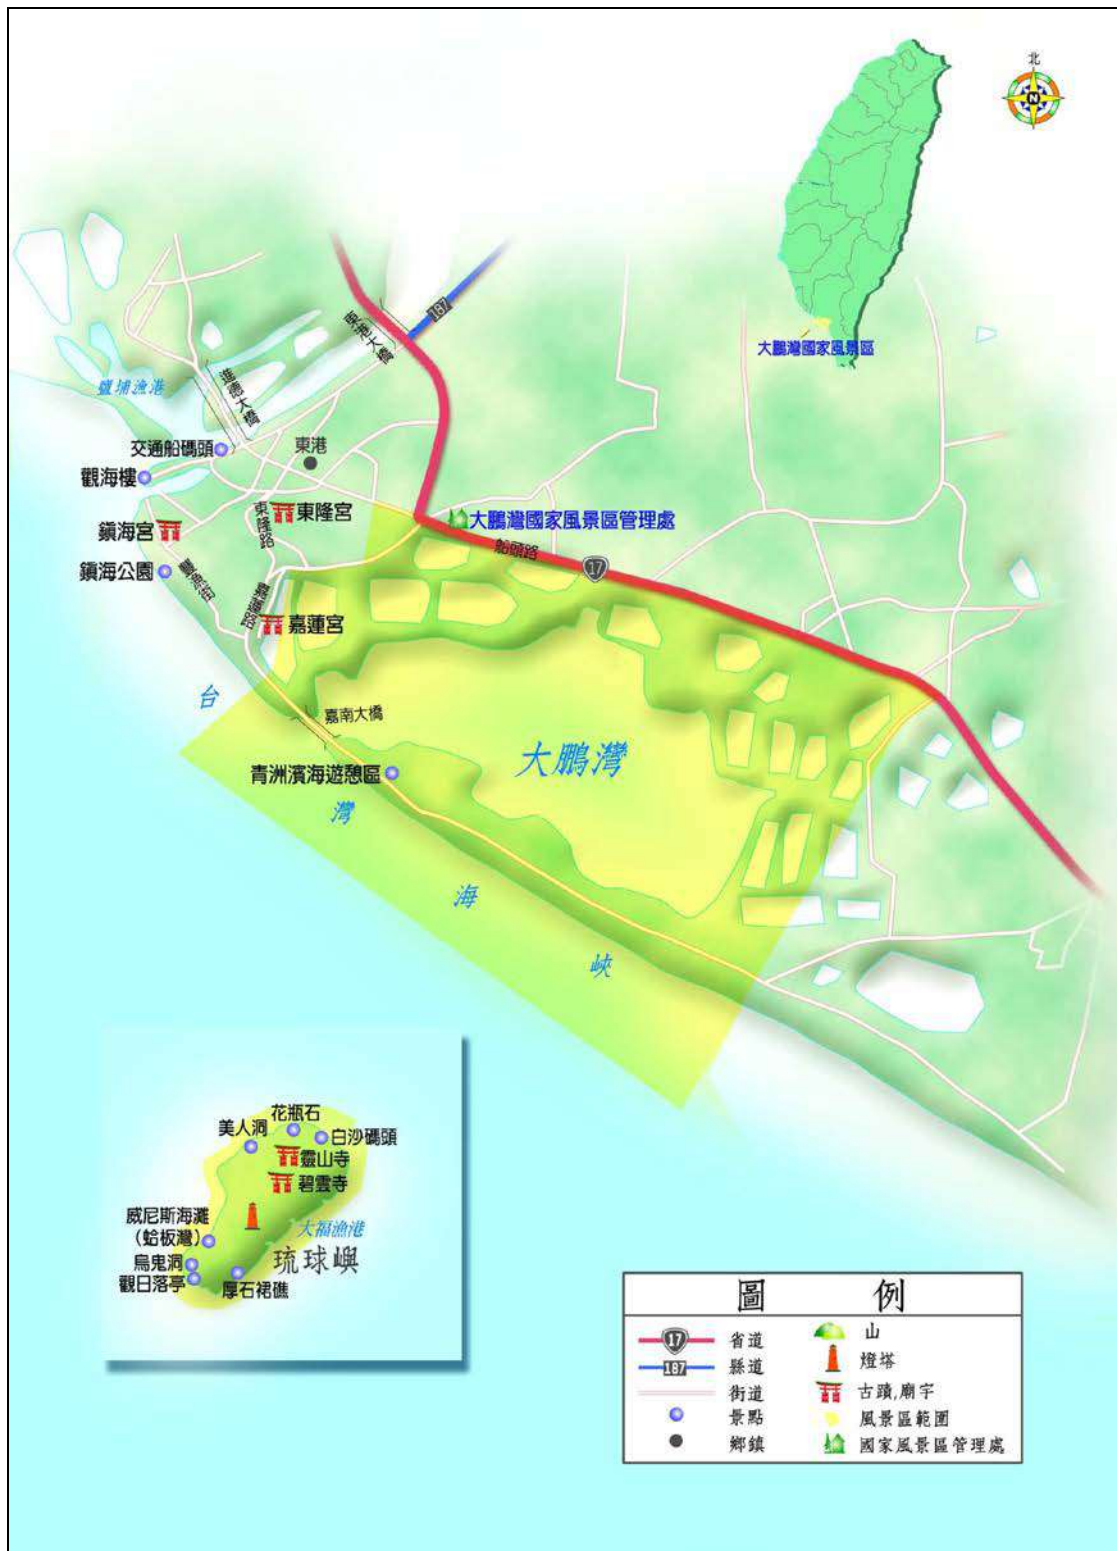 北
N
大鵬灣國家風景區
187
東港大橋
進德大橋
鹽埔漁港
交通船碼頭
東港
觀海樓
東隆宮
東隆路
鎮海宮
大鵬灣國家風景區管理處
船頭路
17
鎮海公園
豐漁街
嘉蓮宮
台
灣
海
峽
嘉南大橋
大鵬灣
青洲濱海遊憩區
花瓶石
美人洞
白沙碼頭
靈山寺
碧雲寺
威尼斯海灘
(蛤板灣)
大福漁港
琉球嶼
烏鬼洞
觀日落亭
厚石裙礁
圖 例
17 省道
187 縣道
街道
景點
鄉鎮
山
燈塔
古蹟,廟宇
風景區範圍
國家風景區管理處